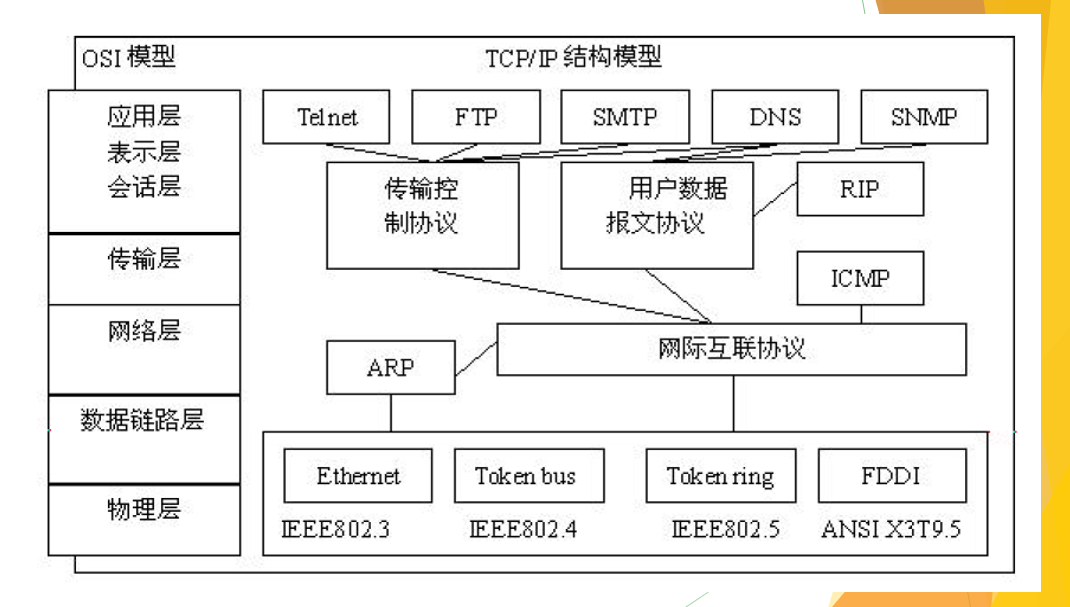 OSI 模型
TCP/IP 结构模型
应用层
表示层
会话层
传输层
网络层
数据链路层
物理层
Telnet
FTP
SMTP
DNS
SNMP
传输控
制协议
用户数据
报文协议
RIP
ICMP
ARP
网际互联协议
Ethernet
Token bus
Token ring
FDDI
IEEE802.3
IEEE802.4
IEEE802.5
ANSI X3T9.5